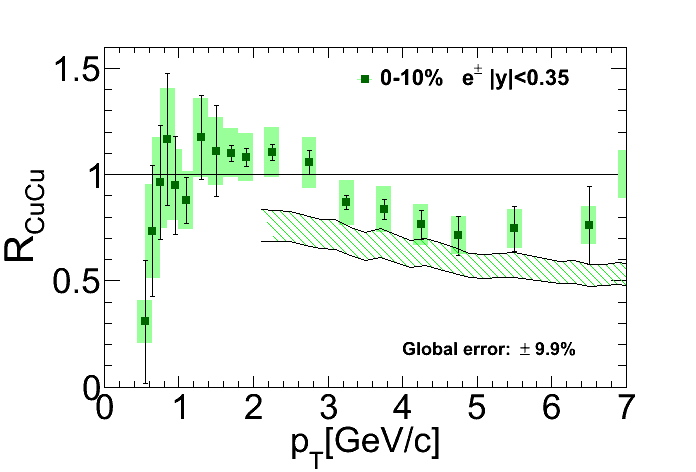 R_CuCu
1.5
1
0.5
0
0-10% e^± |y|<0.35
Global error: ± 9.9%
0 1 2 3 4 5 6 7
p_T[GeV/c]